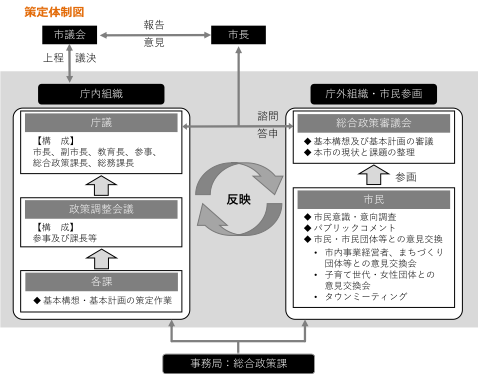 策定体制図
市議会
報告
意見
市長
上程
議決
庁内組織
庁外組織・市民参画
諮問
答申
庁議
【構 成】
市長、副市長、教育長、参事、
総合政策課長、総務課長
政策調整会議
【構 成】
参事及び課長等
各課
◆基本構想・基本計画の策定作業
反映
総合政策審議会
◆基本構想及び基本計画の審議
◆本市の現状と課題の整理
参画
市民
◆市民意識・意向調査
◆パブリックコメント
◆市民・市民団体等との意見交換
• 市内事業経営者、まちづくり
団体等との意見交換会
• 子育て世代・女性団体との
意見交換会
• タウンミーティング
事務局：総合政策課